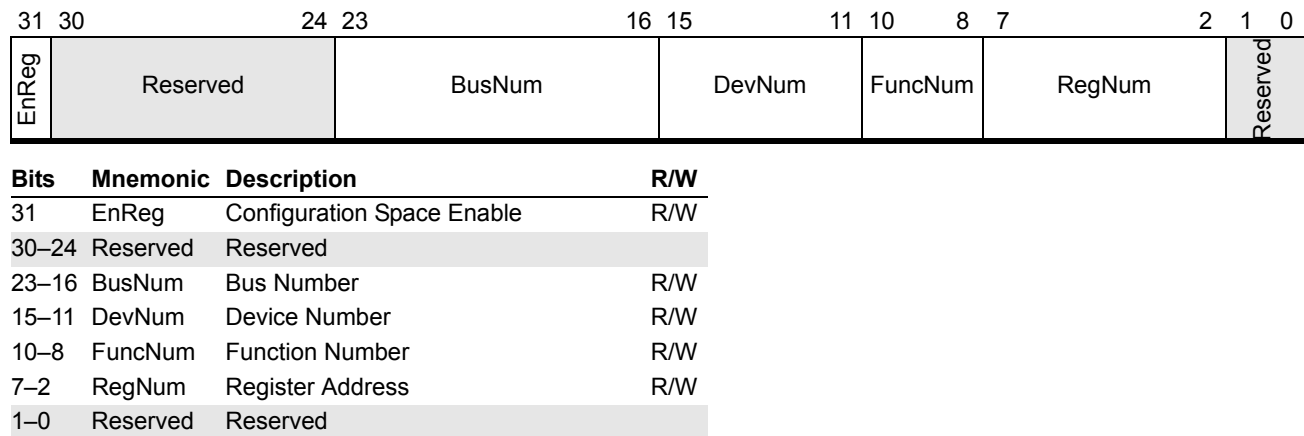 31 30 24 23 16 15 11 10 8 7 2 1 0
EnReg Reserved BusNum DevNum FuncNum RegNum Reserved
Bits Mnemonic Description R/W
31 EnReg Configuration Space Enable R/W
30–24 Reserved Reserved
23–16 BusNum Bus Number R/W
15–11 DevNum Device Number R/W
10–8 FuncNum Function Number R/W
7–2 RegNum Register Address R/W
1–0 Reserved Reserved